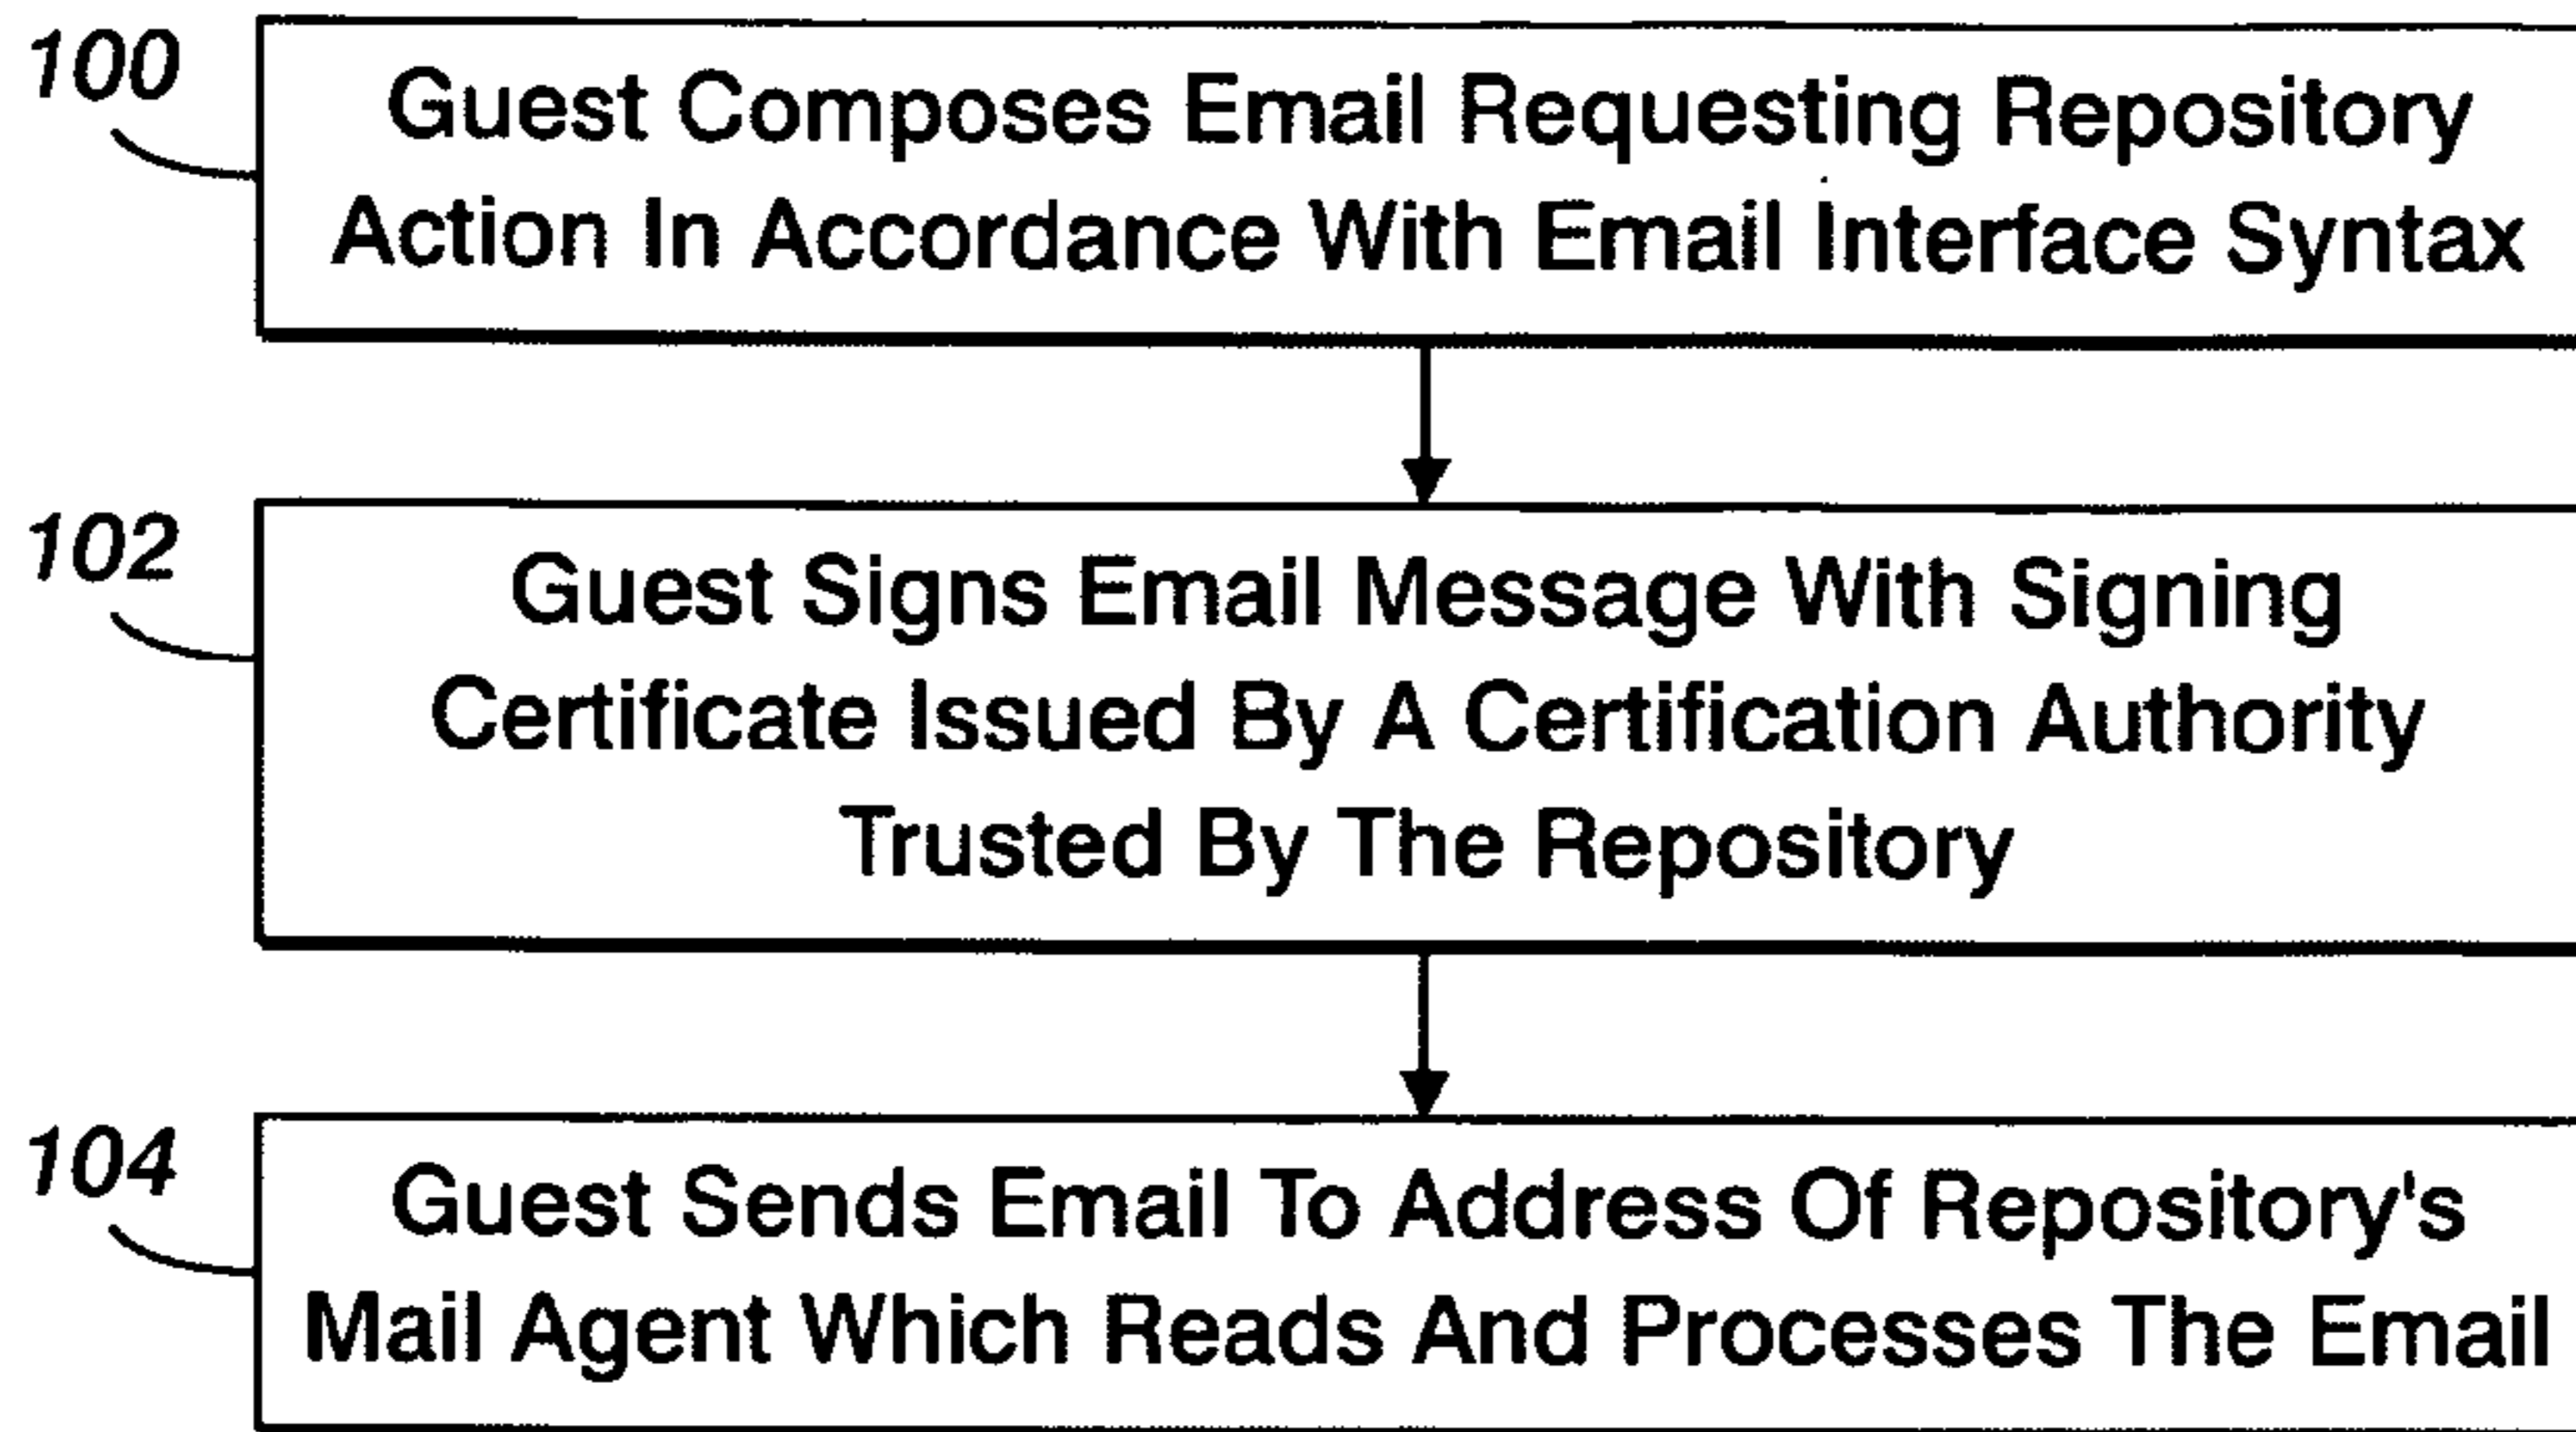 100
Guest Composes Email Requesting Repository
Action In Accordance With Email Interface Syntax
102
Guest Signs Email Message With Signing
Certificate Issued By A Certification Authority
Trusted By The Repository
104
Guest Sends Email To Address Of Repository's
Mail Agent Which Reads And Processes The Email